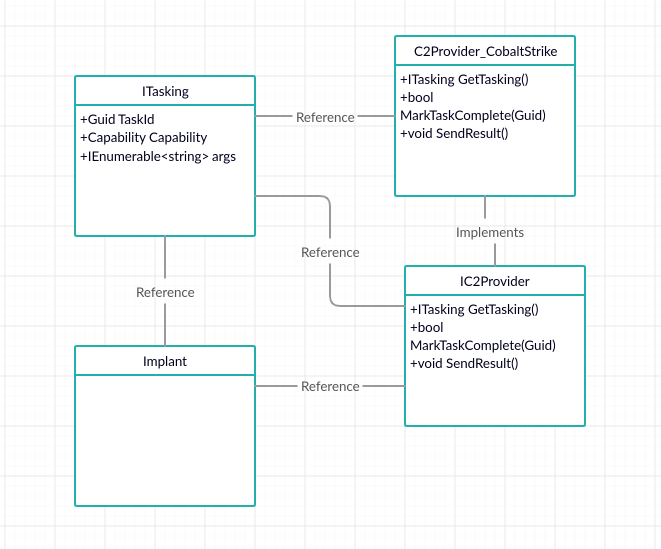 C2Provider_CobaltStrike
+ITasking GetTasking()
+bool
MarkTaskComplete(Guid)
+void SendResult()
ITasking
+Guid TaskId
+Capability Capability
+IEnumerable<string> args
Reference
Implements
Reference
IC2Provider
+ITasking GetTasking()
+bool
MarkTaskComplete(Guid)
+void SendResult()
Reference
Implant
Reference